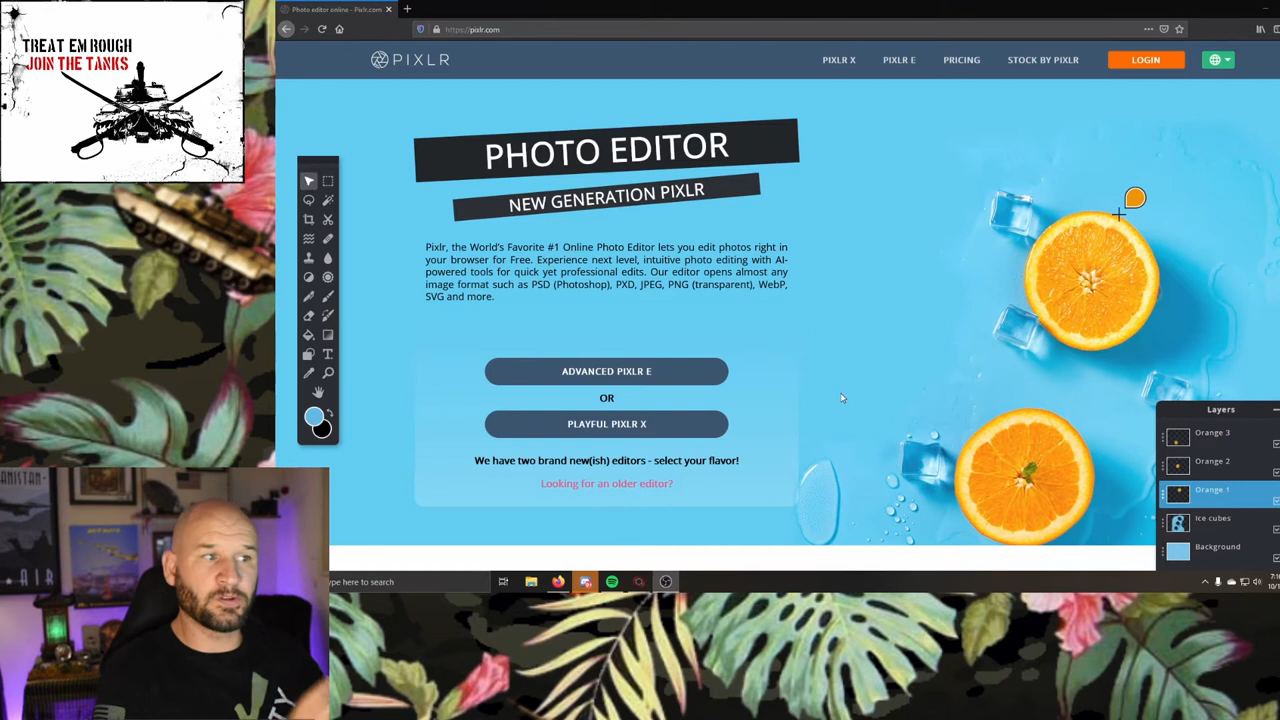 TREAT EM ROUGH
JOIN THE TANKS
Photo editor online - Pixlr.com
https://pixlr.com
PIXLR
PIXLR X
PIXLR E
PRICING
STOCK BY PIXLR
LOGIN
PHOTO EDITOR
NEW GENERATION PIXLR
Pixlr, the World's Favorite #1 Online Photo Editor lets you edit photos right in
your browser for Free. Experience next level, intuitive photo editing with AI-
powered tools for quick yet professional edits. Our editor opens almost any
image format such as PSD (Photoshop), PXD, JPEG, PNG (transparent), WebP,
SVG and more.
ADVANCED PIXLR E
OR
PLAYFUL PIXLR X
We have two brand new(ish) editors - select your flavor!
Looking for an older editor?
Layers
Orange 3
Orange 2
Orange 1
Ice cubes
Background
ype here to search